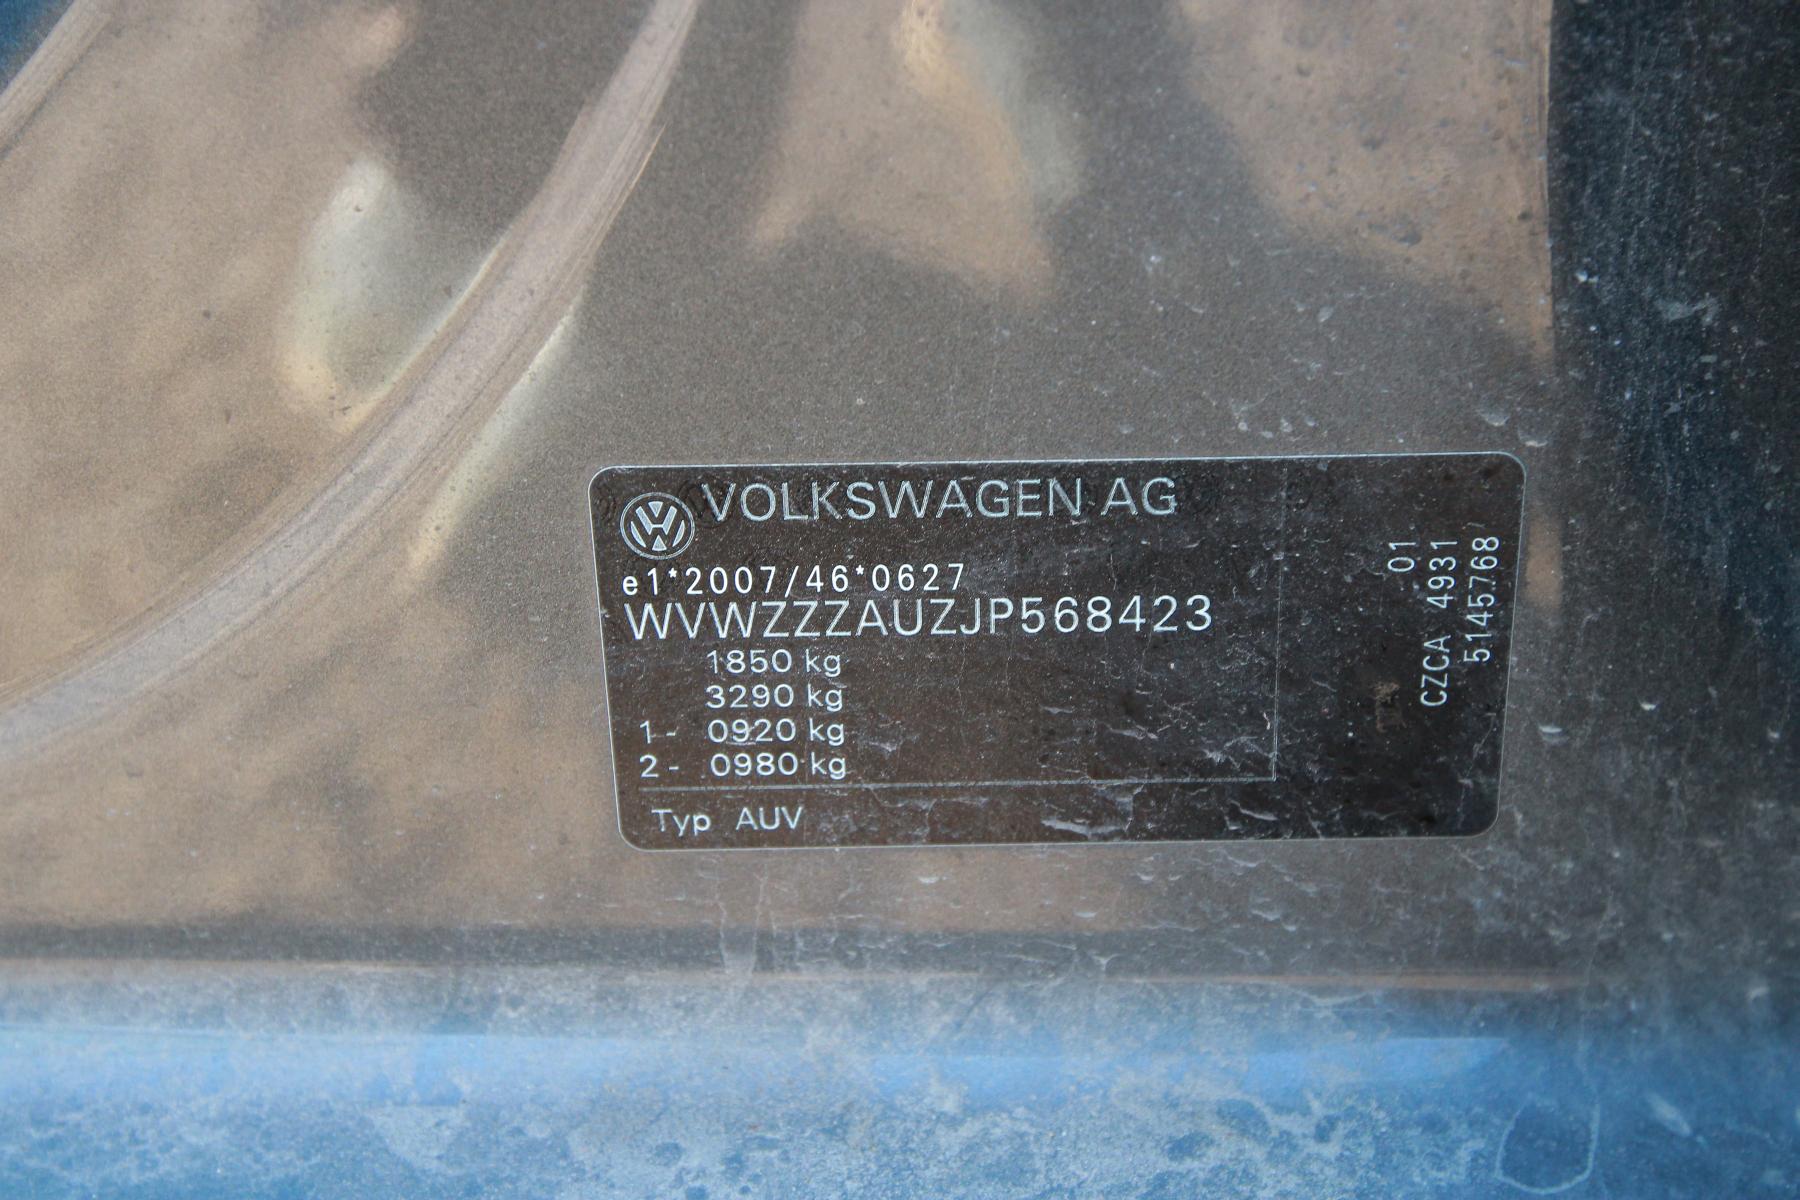 VOLKSWAGEN AG
e1*2007/46*0627
WVWZZZAUZJP568423
1850 kg
3290 kg
1- 0920 kg
2- 0980 kg
Typ AUV
01
CZCA 4931
5145768